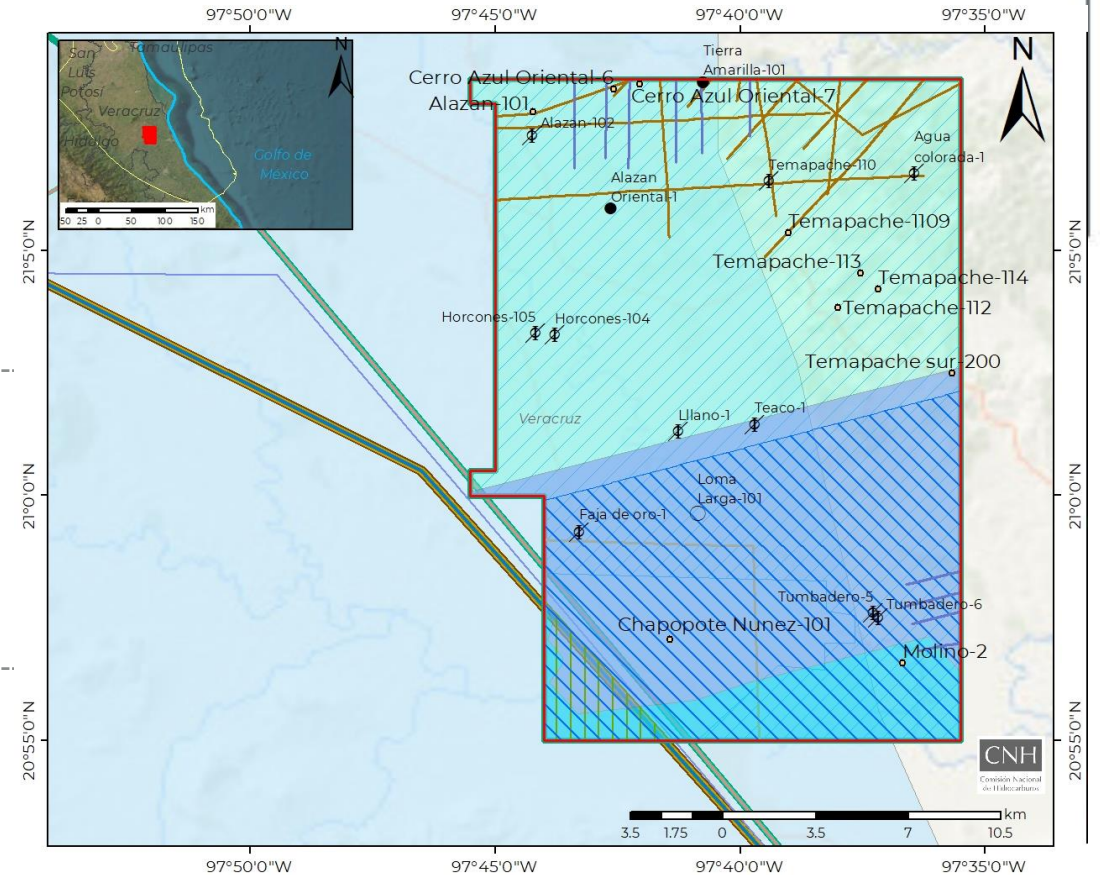 97°50'0"W
97°45'0"W
97°40'0"W
97°35'0"W
San
Luis
Potosí
Tamaulipas
Veracruz
Hidalgo
Golfo de
México
N
km
50 25 0 50 100 150
N
Tierra
Amarilla-101
Cerro Azul Oriental-6
Cerro Azul Oriental-7
Alazan-101
Alazan-102
Agua
colorada-1
Temapache-110
Alazan
Oriental-1
Temapache-1109
21°5'0"N
21°5'0"N
Temapache-113
Temapache-114
Temapache-112
Horcones-105
Horcones-104
Temapache sur-200
Teaco-1
Lllano-1
Veracruz
21°0'0"N
21°0'0"N
Loma
Larga-101
Faja de oro-1
Tumbadero-5
Tumbadero-6
Chapopote Nunez-101
Molino-2
20°55'0"N
20°55'0"N
CNH
Comisión Nacional
de Hidrocarburos
km
3.5 1.75 0 3.5 7 10.5
97°50'0"W
97°45'0"W
97°40'0"W
97°35'0"W